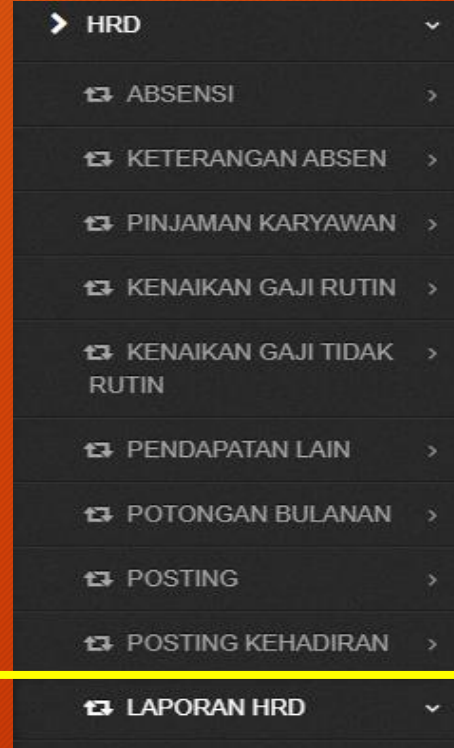 HRD
ABSENSI
KETERANGAN ABSEN
PINJAMAN KARYAWAN
KENAIKAN GAJI RUTIN
KENAIKAN GAJI TIDAK
RUTIN
PENDAPATAN LAIN
POTONGAN BULANAN
POSTING
POSTING KEHADIRAN
LAPORAN HRD